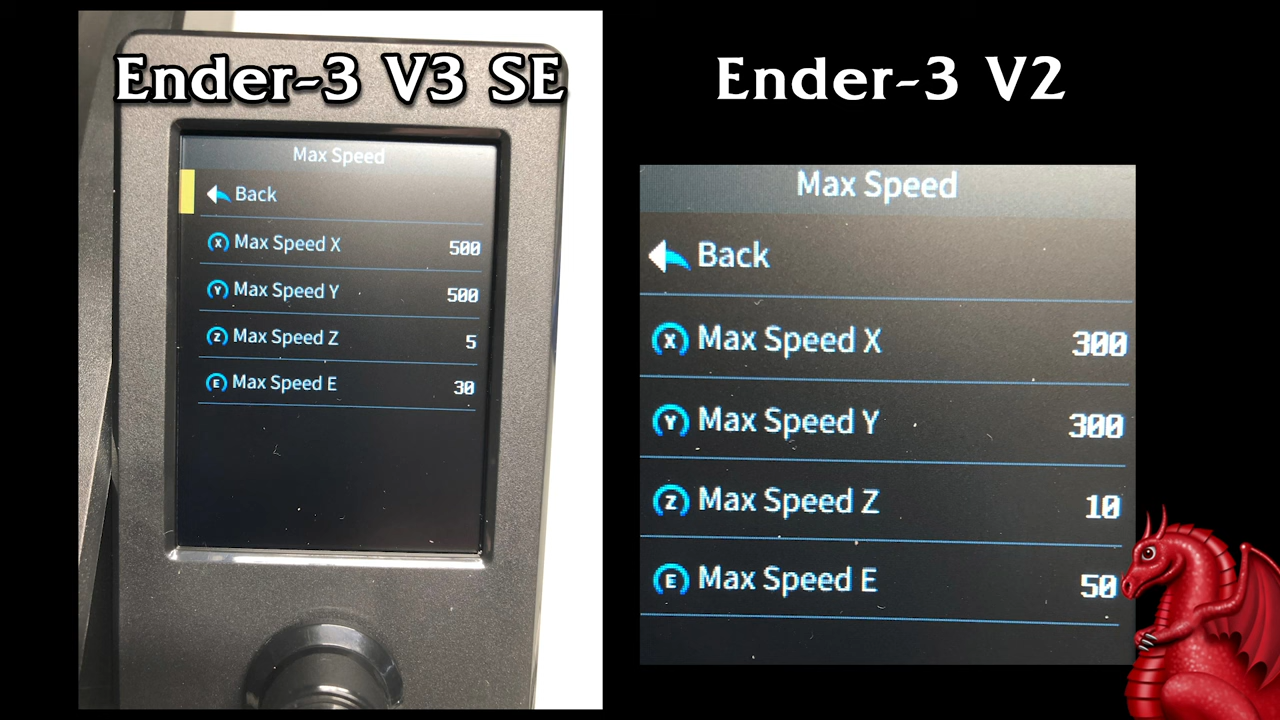 Ender-3 V3 SE
Max Speed
Back
X Max Speed X 500
Y Max Speed Y 500
Z Max Speed Z 5
E Max Speed E 30
Ender-3 V2
Max Speed
Back
X Max Speed X 300
Y Max Speed Y 300
Z Max Speed Z 10
E Max Speed E 50